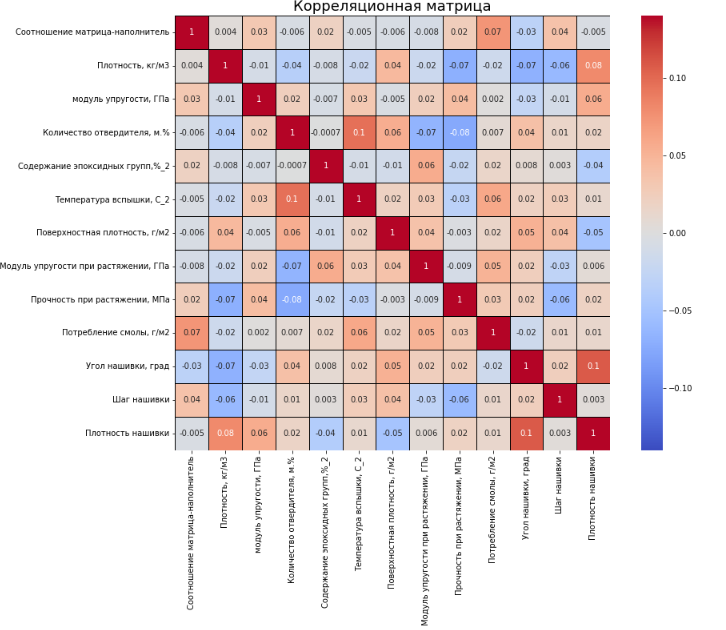 Корреляционная матрица
Соотношение матрица-наполнитель 1 0.004 0.03 -0.006 0.02 -0.005 -0.006 -0.008 0.02 0.07 -0.03 0.04 -0.005
Плотность, кг/м3 0.004 1 -0.01 -0.04 -0.008 -0.02 0.04 -0.02 -0.07 -0.02 -0.07 -0.06 0.08
модуль упругости, ГПа 0.03 -0.01 1 0.02 -0.007 0.03 -0.005 0.02 0.04 0.002 -0.03 -0.01 0.06
Количество отвердителя, м.% -0.006 -0.04 0.02 1 -0.0007 0.1 0.06 -0.07 -0.08 0.007 0.04 0.01 0.02
Содержание эпоксидных групп,%_2 0.02 -0.008 -0.007 -0.0007 1 -0.01 -0.01 0.06 -0.02 0.02 0.008 0.003 -0.04
Температура вспышки, С_2 -0.005 -0.02 0.03 0.1 -0.01 1 0.02 0.03 -0.03 0.06 0.02 0.03 0.01
Поверхностная плотность, г/м2 -0.006 0.04 -0.005 0.06 -0.01 0.02 1 0.04 -0.003 0.02 0.05 0.04 -0.05
Модуль упругости при растяжении, ГПа -0.008 -0.02 0.02 -0.07 0.06 0.03 0.04 1 -0.009 0.05 0.02 -0.03 0.006
Прочность при растяжении, МПа 0.02 -0.07 0.04 -0.08 -0.02 -0.03 -0.003 -0.009 1 0.03 0.02 -0.06 0.02
Потребление смолы, г/м2 0.07 -0.02 0.002 0.007 0.02 0.06 0.02 0.05 0.03 1 -0.02 0.01 0.01
Угол нашивки, град -0.03 -0.07 -0.03 0.04 0.008 0.02 0.05 0.02 0.02 -0.02 1 0.02 0.1
Шаг нашивки 0.04 -0.06 -0.01 0.01 0.003 0.03 0.04 -0.03 -0.06 0.01 0.02 1 0.003
Плотность нашивки -0.005 0.08 0.06 0.02 -0.04 0.01 -0.05 0.006 0.02 0.01 0.1 0.003 1
Соотношение матрица-наполнитель
Плотность, кг/м3
модуль упругости, ГПа
Количество отвердителя, м.%
Содержание эпоксидных групп,%_2
Температура вспышки, С_2
Поверхностная плотность, г/м2
Модуль упругости при растяжении, ГПа
Прочность при растяжении, МПа
Потребление смолы, г/м2
Угол нашивки, град
Шаг нашивки
Плотность нашивки
0.10
0.05
0.00
−0.05
−0.10